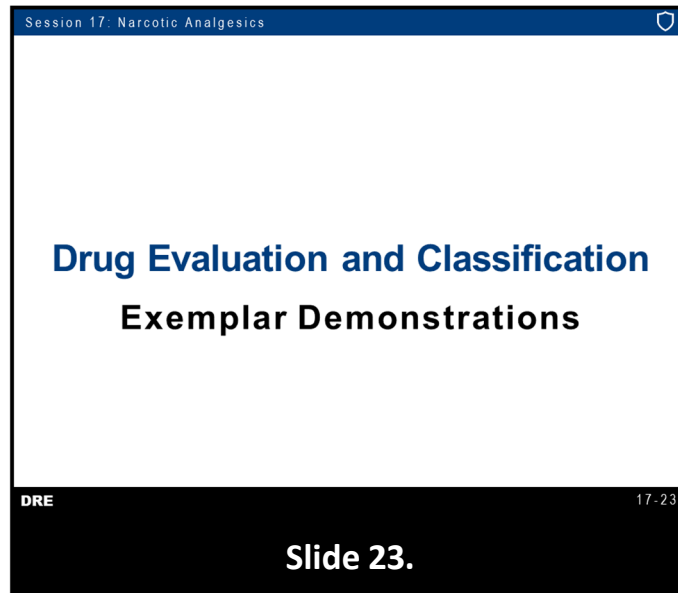 Session 17: Narcotic Analgesics
Drug Evaluation and Classification
Exemplar Demonstrations
DRE 17-23
Slide 23.